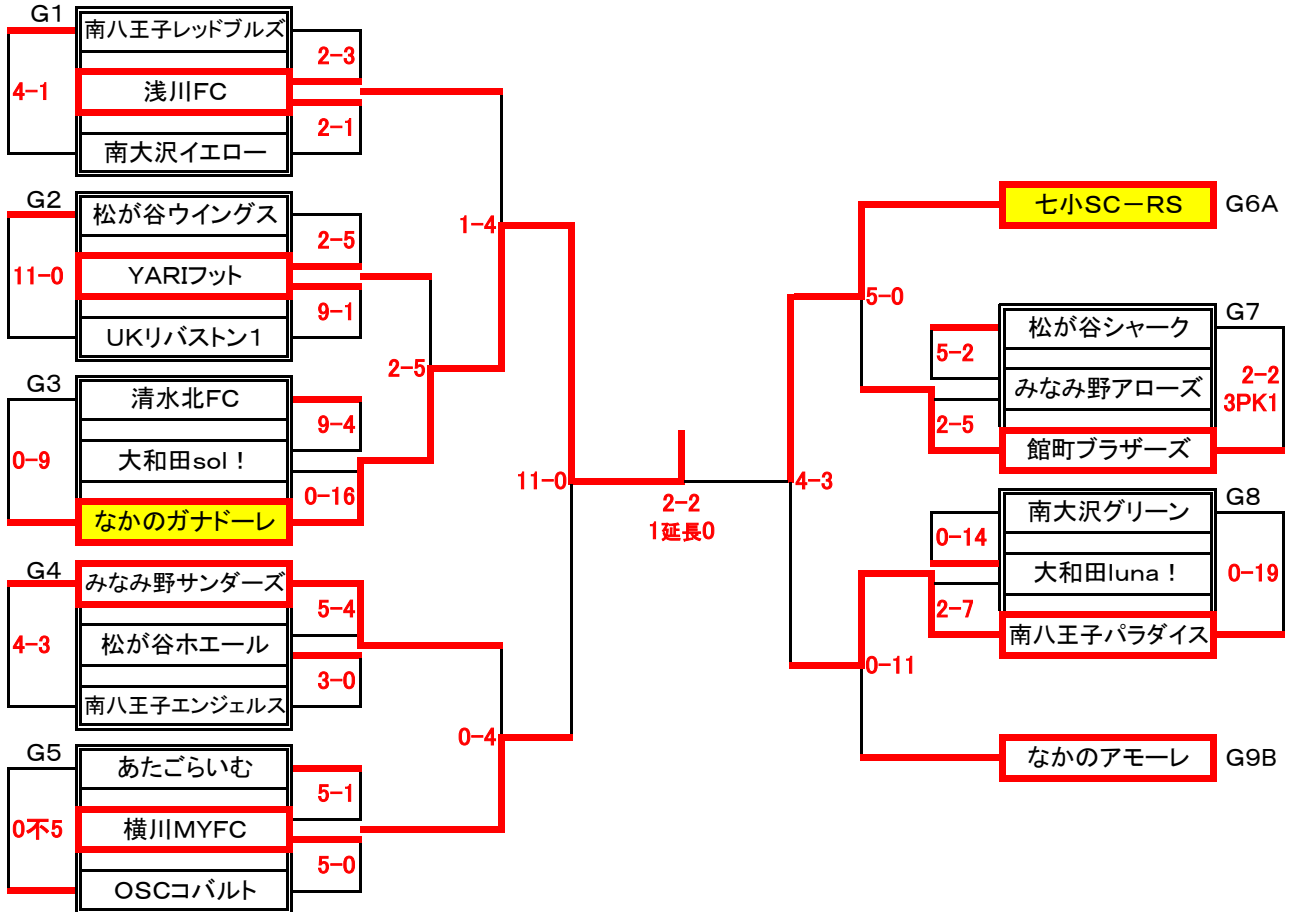 G1
南八王子レッドブルズ
2-3
4-1
浅川FC
2-1
南大沢イエロー
G2
松が谷ウイングス
2-5
11-0
YARIフット
9-1
UKリバストン1
G3
清水北FC
9-4
0-9
大和田sol！
0-16
なかのガナドーレ
G4
みなみ野サンダーズ
5-4
4-3
松が谷ホエール
3-0
南八王子エンジェルス
G5
あたごらいむ
5-1
0不5
横川MYFC
5-0
OSCコバルト
1-4
2-5
0-4
11-0
2-2
1延長0
4-3
5-0
0-11
七小SC－RS
G6A
G7
松が谷シャーク
5-2
みなみ野アローズ
2-2
3PK1
2-5
館町ブラザーズ
G8
南大沢グリーン
0-14
大和田luna！
0-19
2-7
南八王子パラダイス
なかのアモーレ
G9B